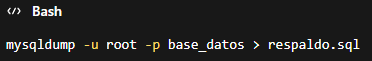 </> Bash
mysqldump -u root -p base_datos > respaldo.sql